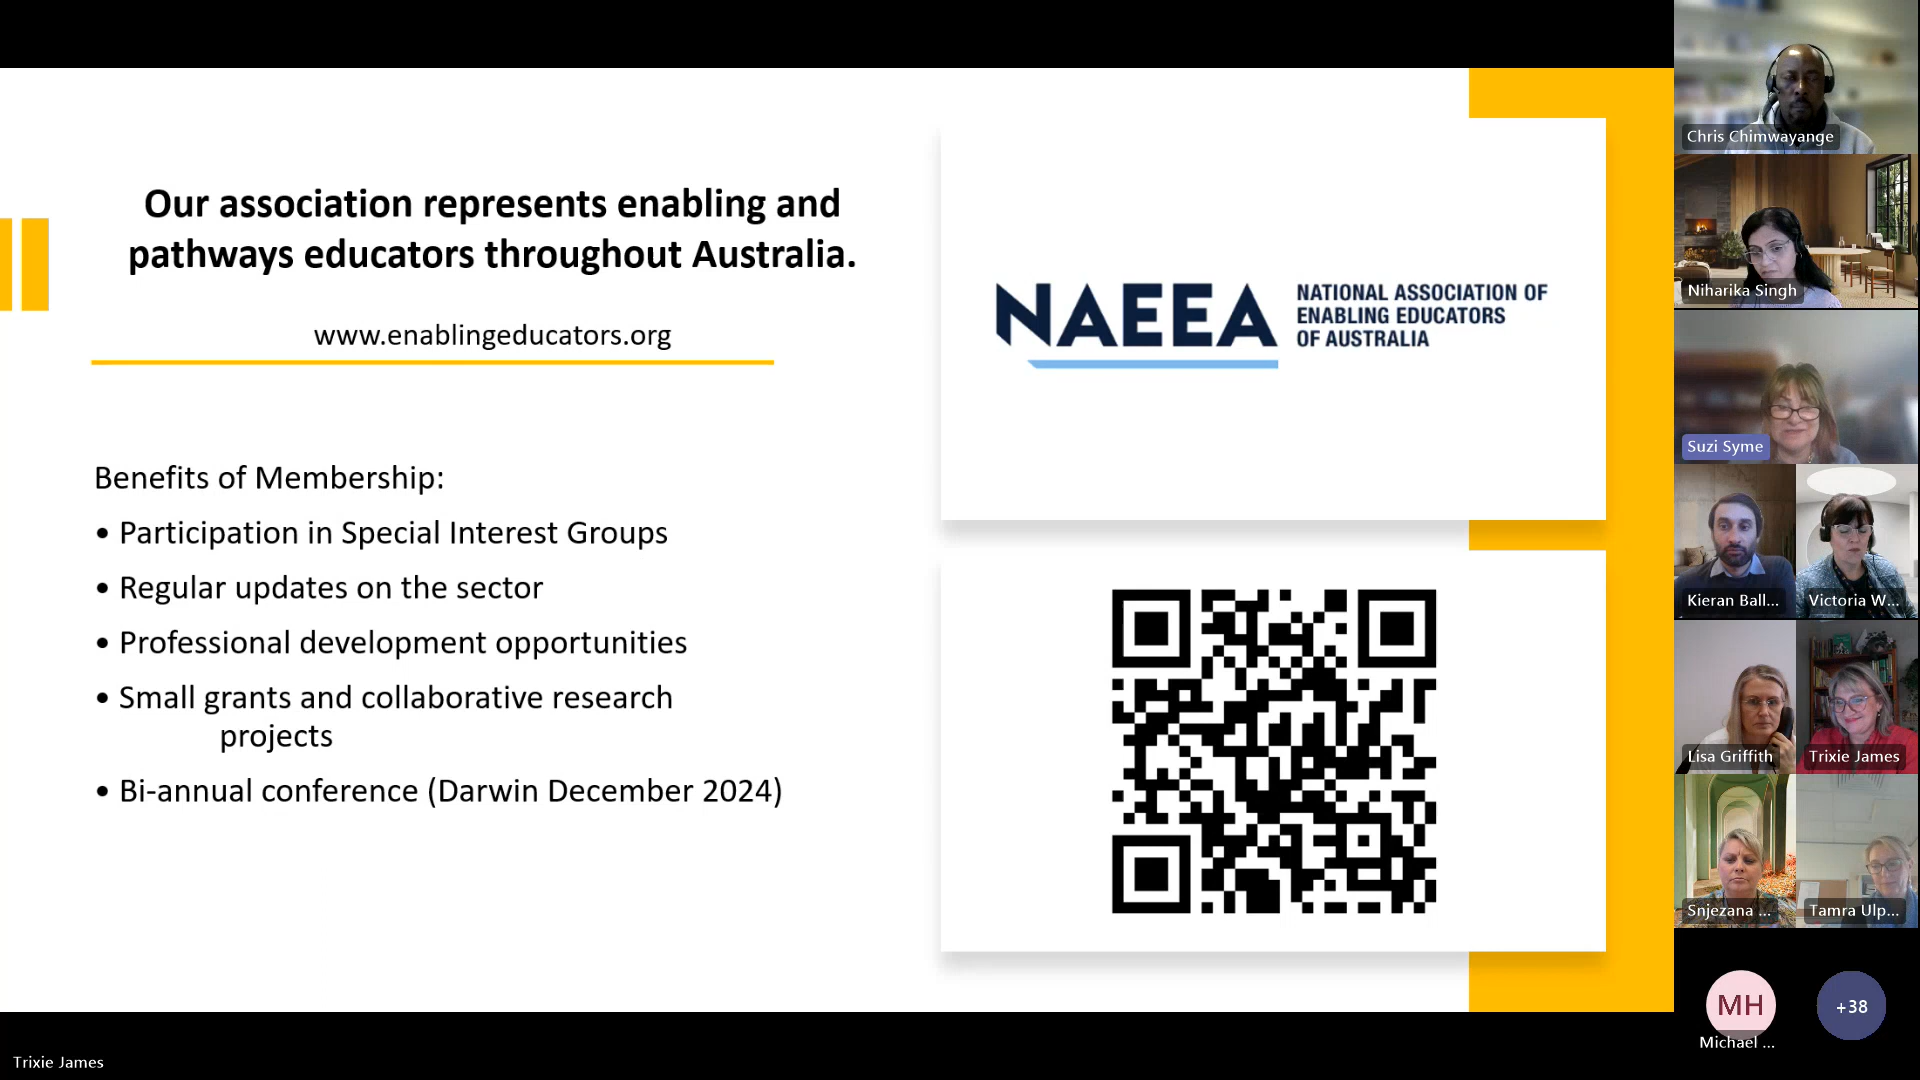 Our association represents enabling and
pathways educators throughout Australia.
www.enablingeducators.org
Benefits of Membership:
• Participation in Special Interest Groups
• Regular updates on the sector
• Professional development opportunities
• Small grants and collaborative research
projects
• Bi-annual conference (Darwin December 2024)
NAEEA
NATIONAL ASSOCIATION OF
ENABLING EDUCATORS
OF AUSTRALIA
Chris Chimwayange
Niharika Singh
Suzi Syme
Kieran Ball...
Victoria W...
Lisa Griffith
Trixie James
Snjezana ...
Tamra Ulp...
MH
+38
Michael ...
Trixie James